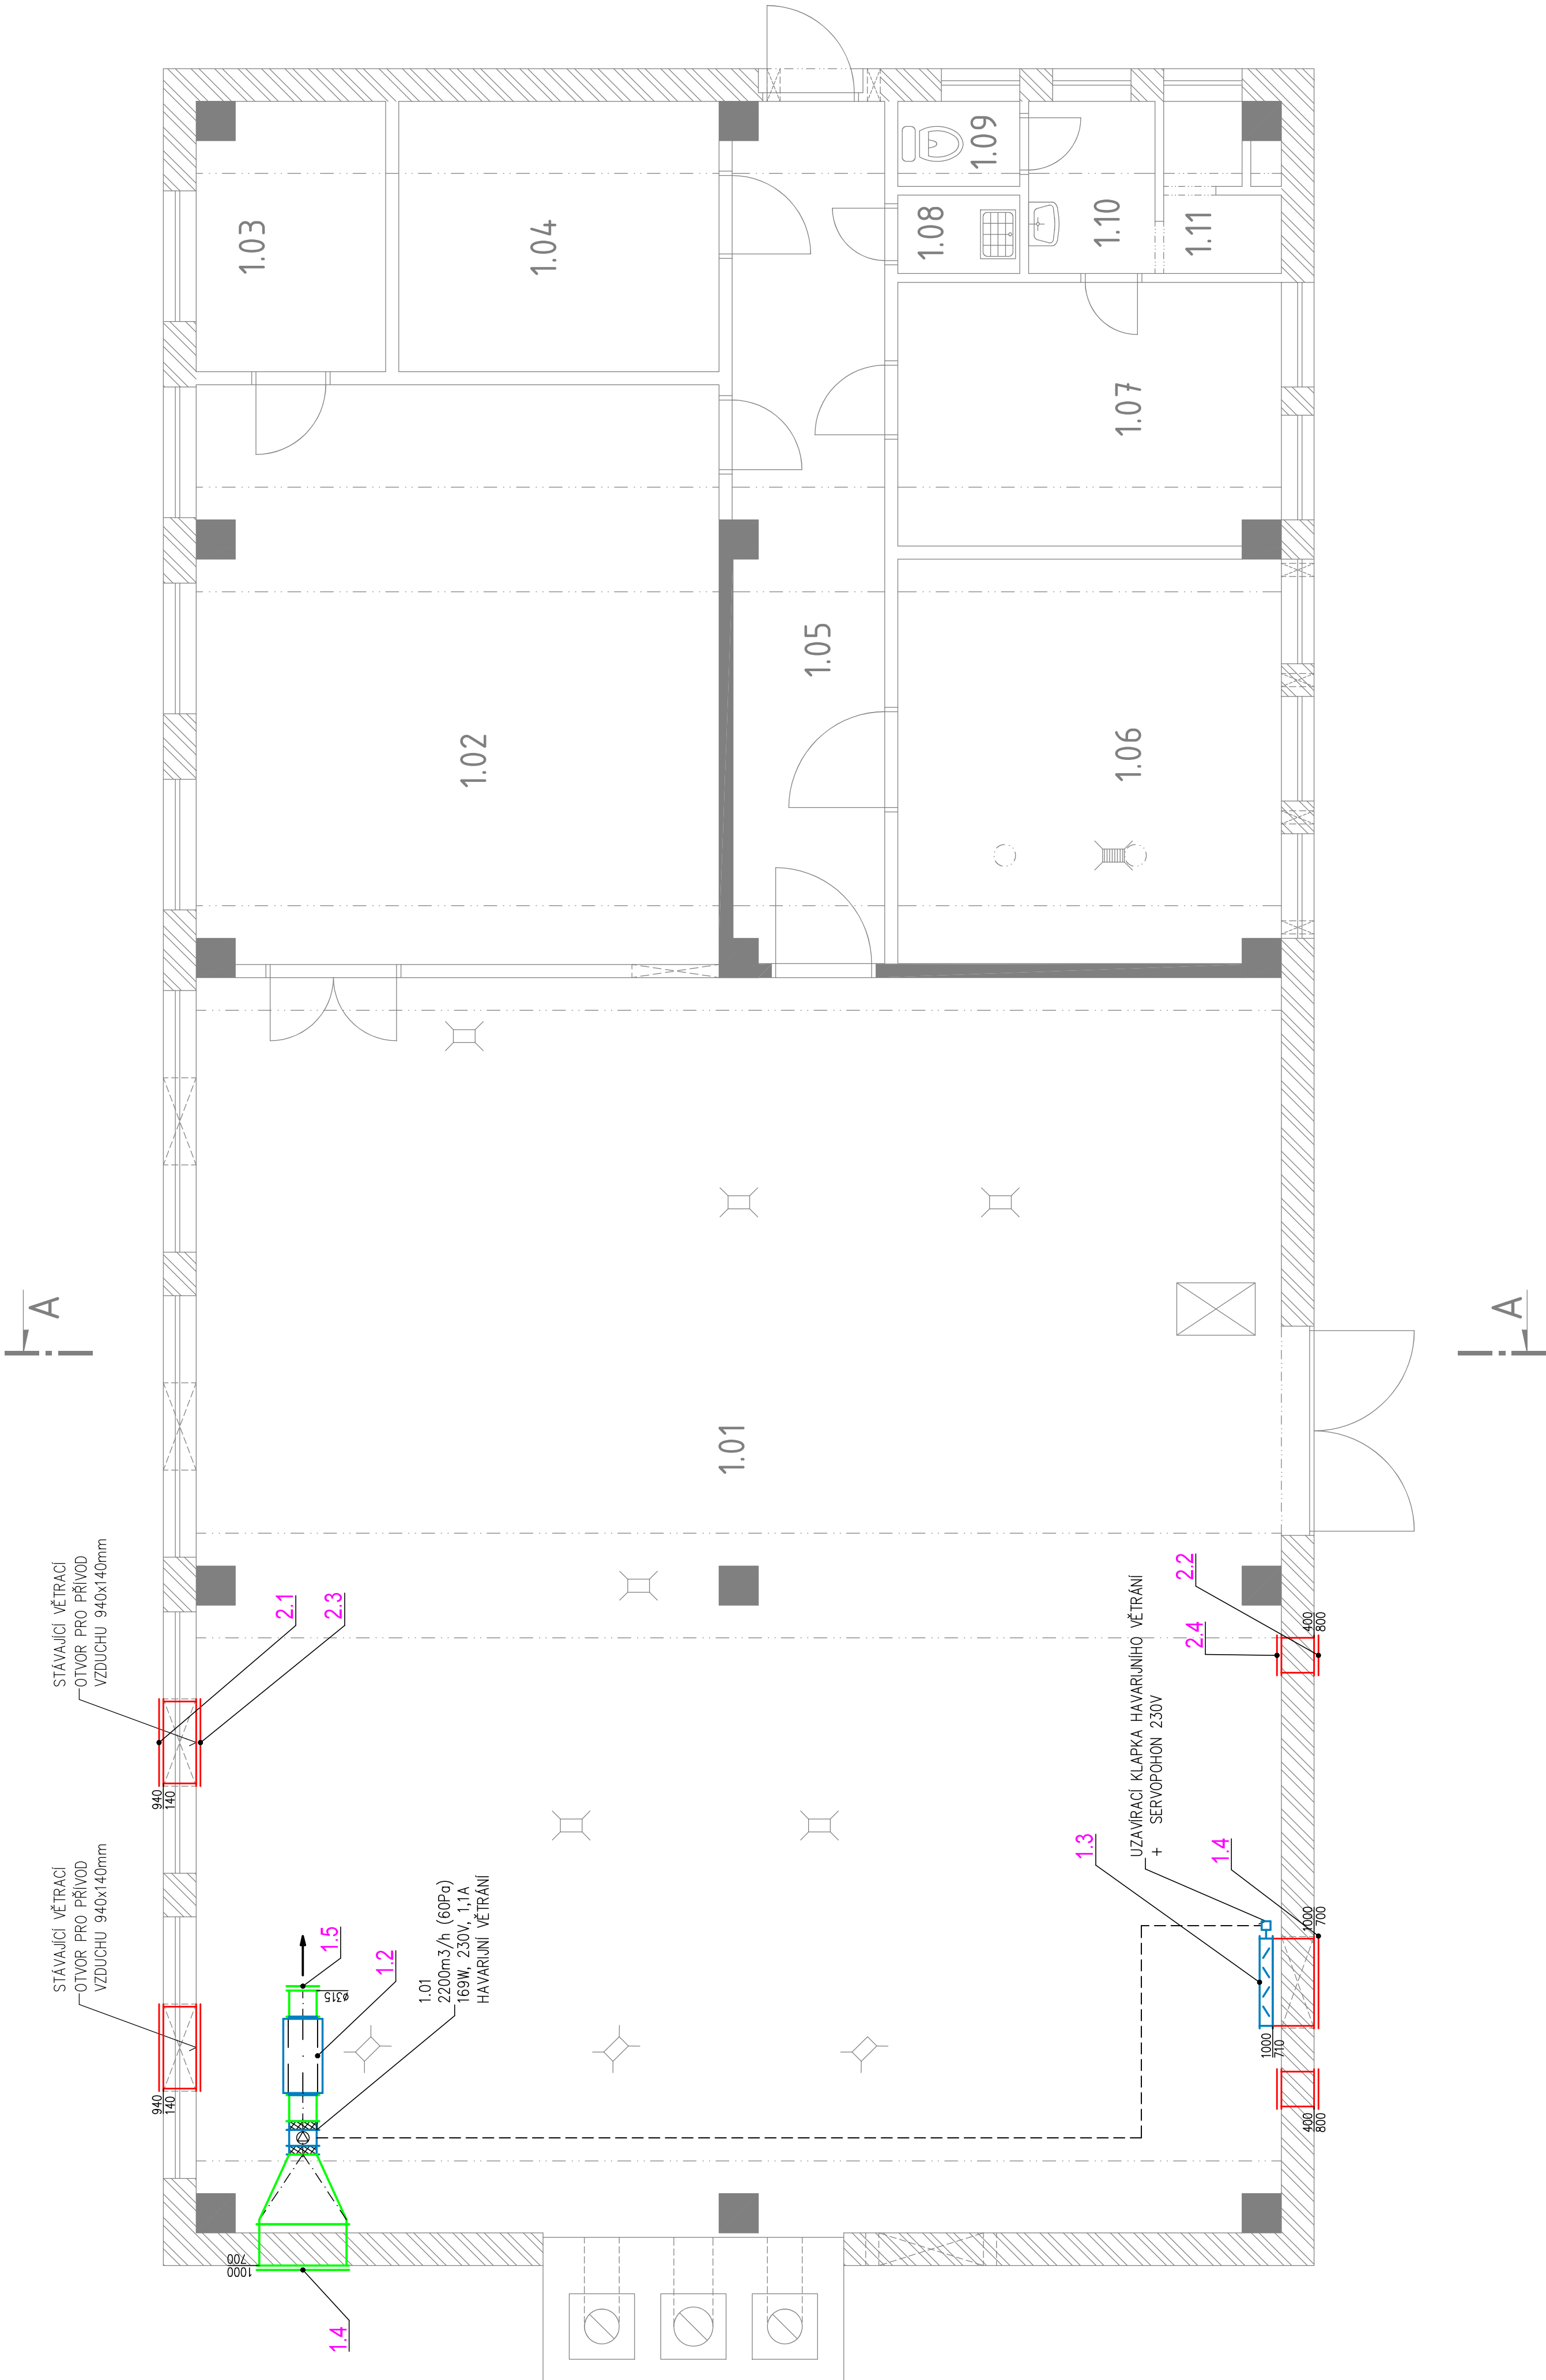 1.03
1.04
1.09
1.08
1.10
1.11
1.07
1.02
1.05
1.06
A
A
1.01
STÁVAJÍCÍ VĚTRACÍ
OTVOR PRO PŘÍVOD
VZDUCHU 940x140mm
2.1
2.3
940
140
STÁVAJÍCÍ VĚTRACÍ
OTVOR PRO PŘÍVOD
VZDUCHU 940x140mm
940
140
1.5
ø315
1.2
1.01
2200m3/h (60Pa)
169W, 230V, 1,1A
HAVARIJNÍ VĚTRÁNÍ
1000
700
1.4
2.2
2.4
400
800
UZAVÍRACÍ KLAPKA HAVARIJNÍHO VĚTRÁNÍ
+ SERVOPOHON 230V
1.3
1.4
1000
700
1000
710
400
800